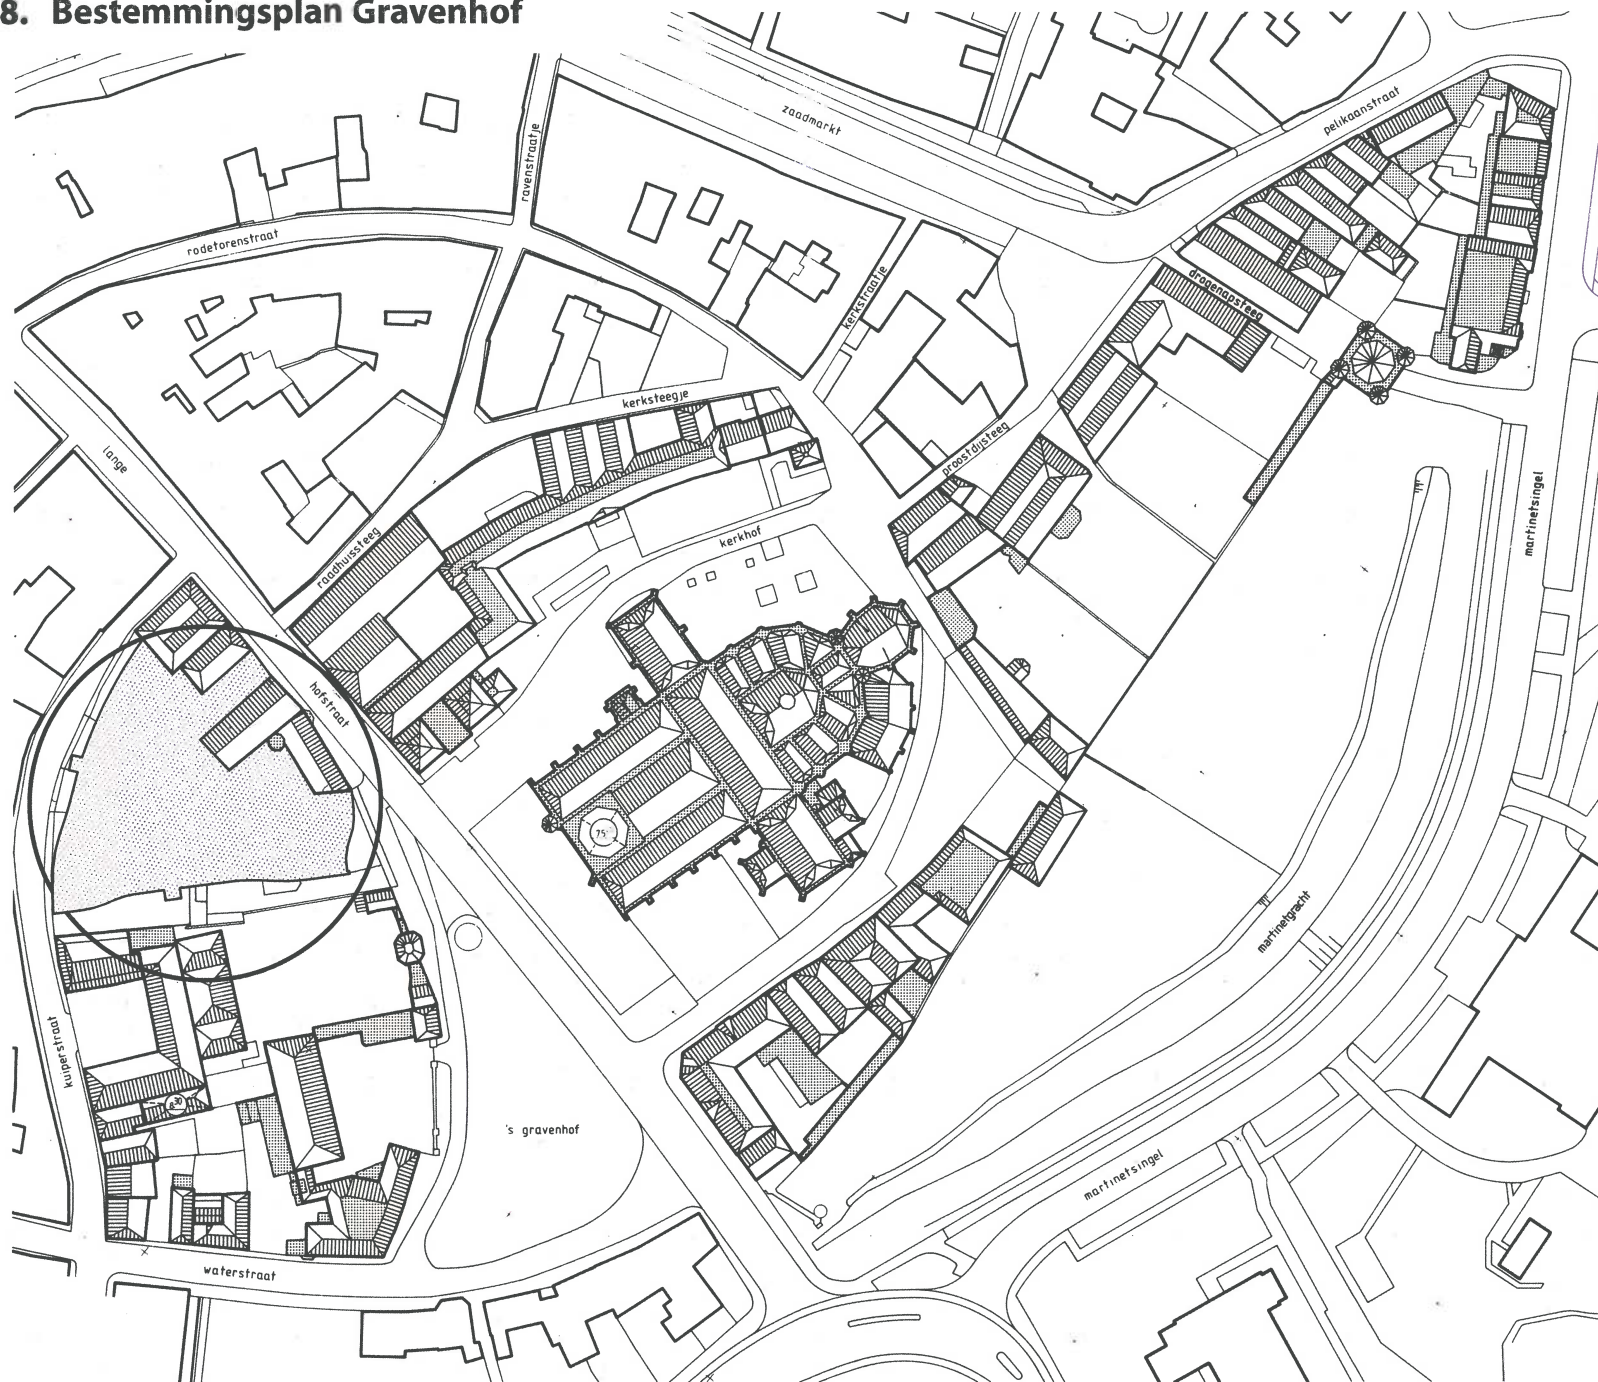 8. Bestemmingsplan Gravenhof
zaadmarkt
pelikaanstraat
ravenstraatje
rodetorenstraat
kerkstraatje
drogenapsteeg
kerksteegje
lange
proostdijsteeg
martinetsingel
raadhuissteeg
kerkhof
hofstraat
75
martinetgracht
kuiperstraat
830
's gravenhof
martinetsingel
waterstraat